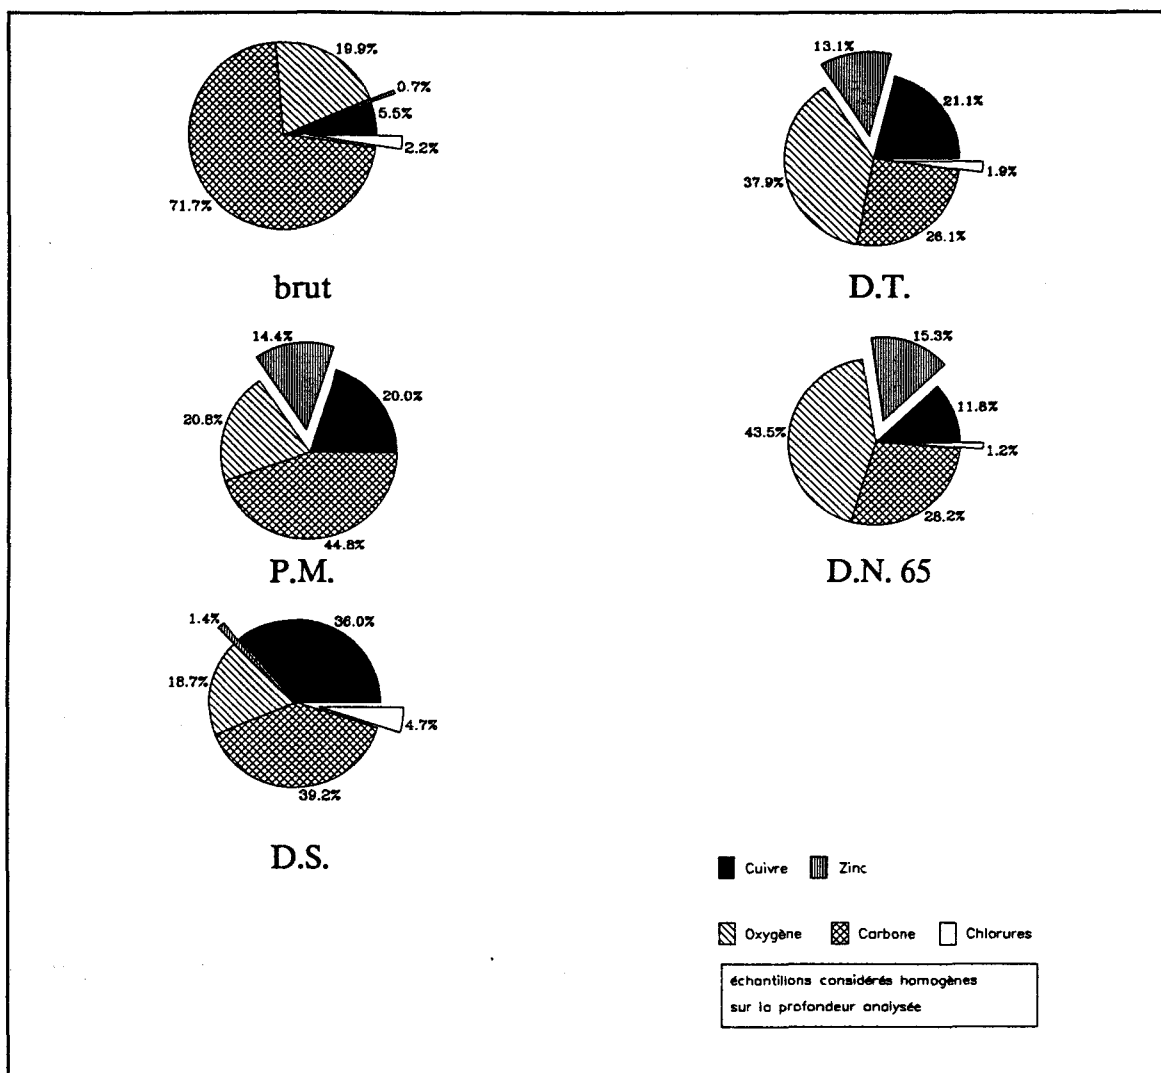 19.9%
0.7%
5.5%
2.2%
71.7%
brut
13.1%
21.1%
1.9%
37.9%
26.1%
D.T.
14.4%
20.0%
20.8%
44.8%
P.M.
15.3%
11.8%
1.2%
43.5%
28.2%
D.N. 65
1.4%
36.0%
18.7%
4.7%
39.2%
D.S.
Cuivre Zinc
Oxygène Carbone Chlorures
échantillons considérés homogènes
sur la profondeur analysée